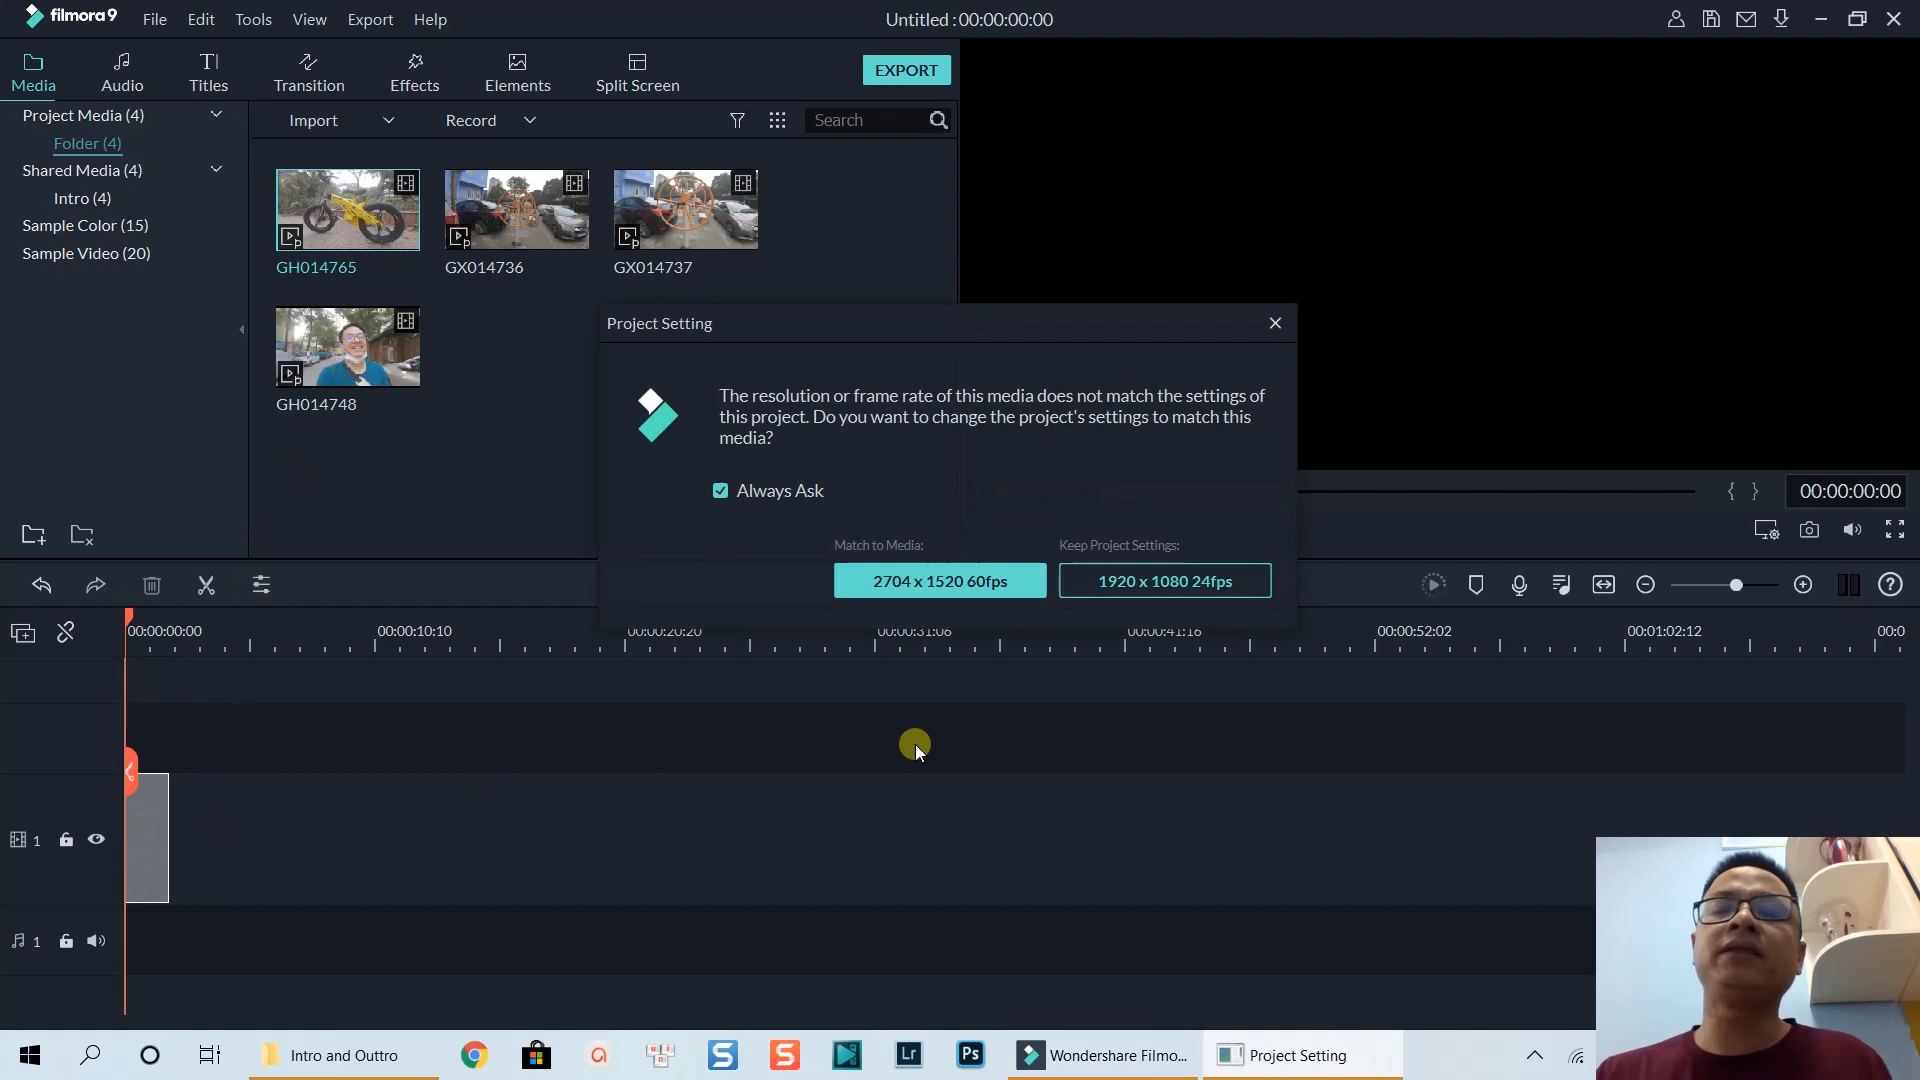 filmora9
File Edit Tools View Export Help
Untitled : 00:00:00:00
Media Audio Titles Transition Effects Elements Split Screen
EXPORT
Project Media (4)
Folder (4)
Shared Media (4)
Intro (4)
Sample Color (15)
Sample Video (20)
Import Record Search
GH014765 GX014736 GX014737
GH014748
Project Setting
The resolution or frame rate of this media does not match the settings of
this project. Do you want to change the project's settings to match this
media?
Always Ask
Match to Media: Keep Project Settings:
2704 x 1520 60fps 1920 x 1080 24fps
00:00:00:00
00:00:00:00 00:00:10:10 00:00:20:20 00:00:31:06 00:00:41:16 00:00:52:02 00:01:02:12 00:0
1
1
Intro and Outtro
Lr
Ps
Wondershare Filmo...
Project Setting